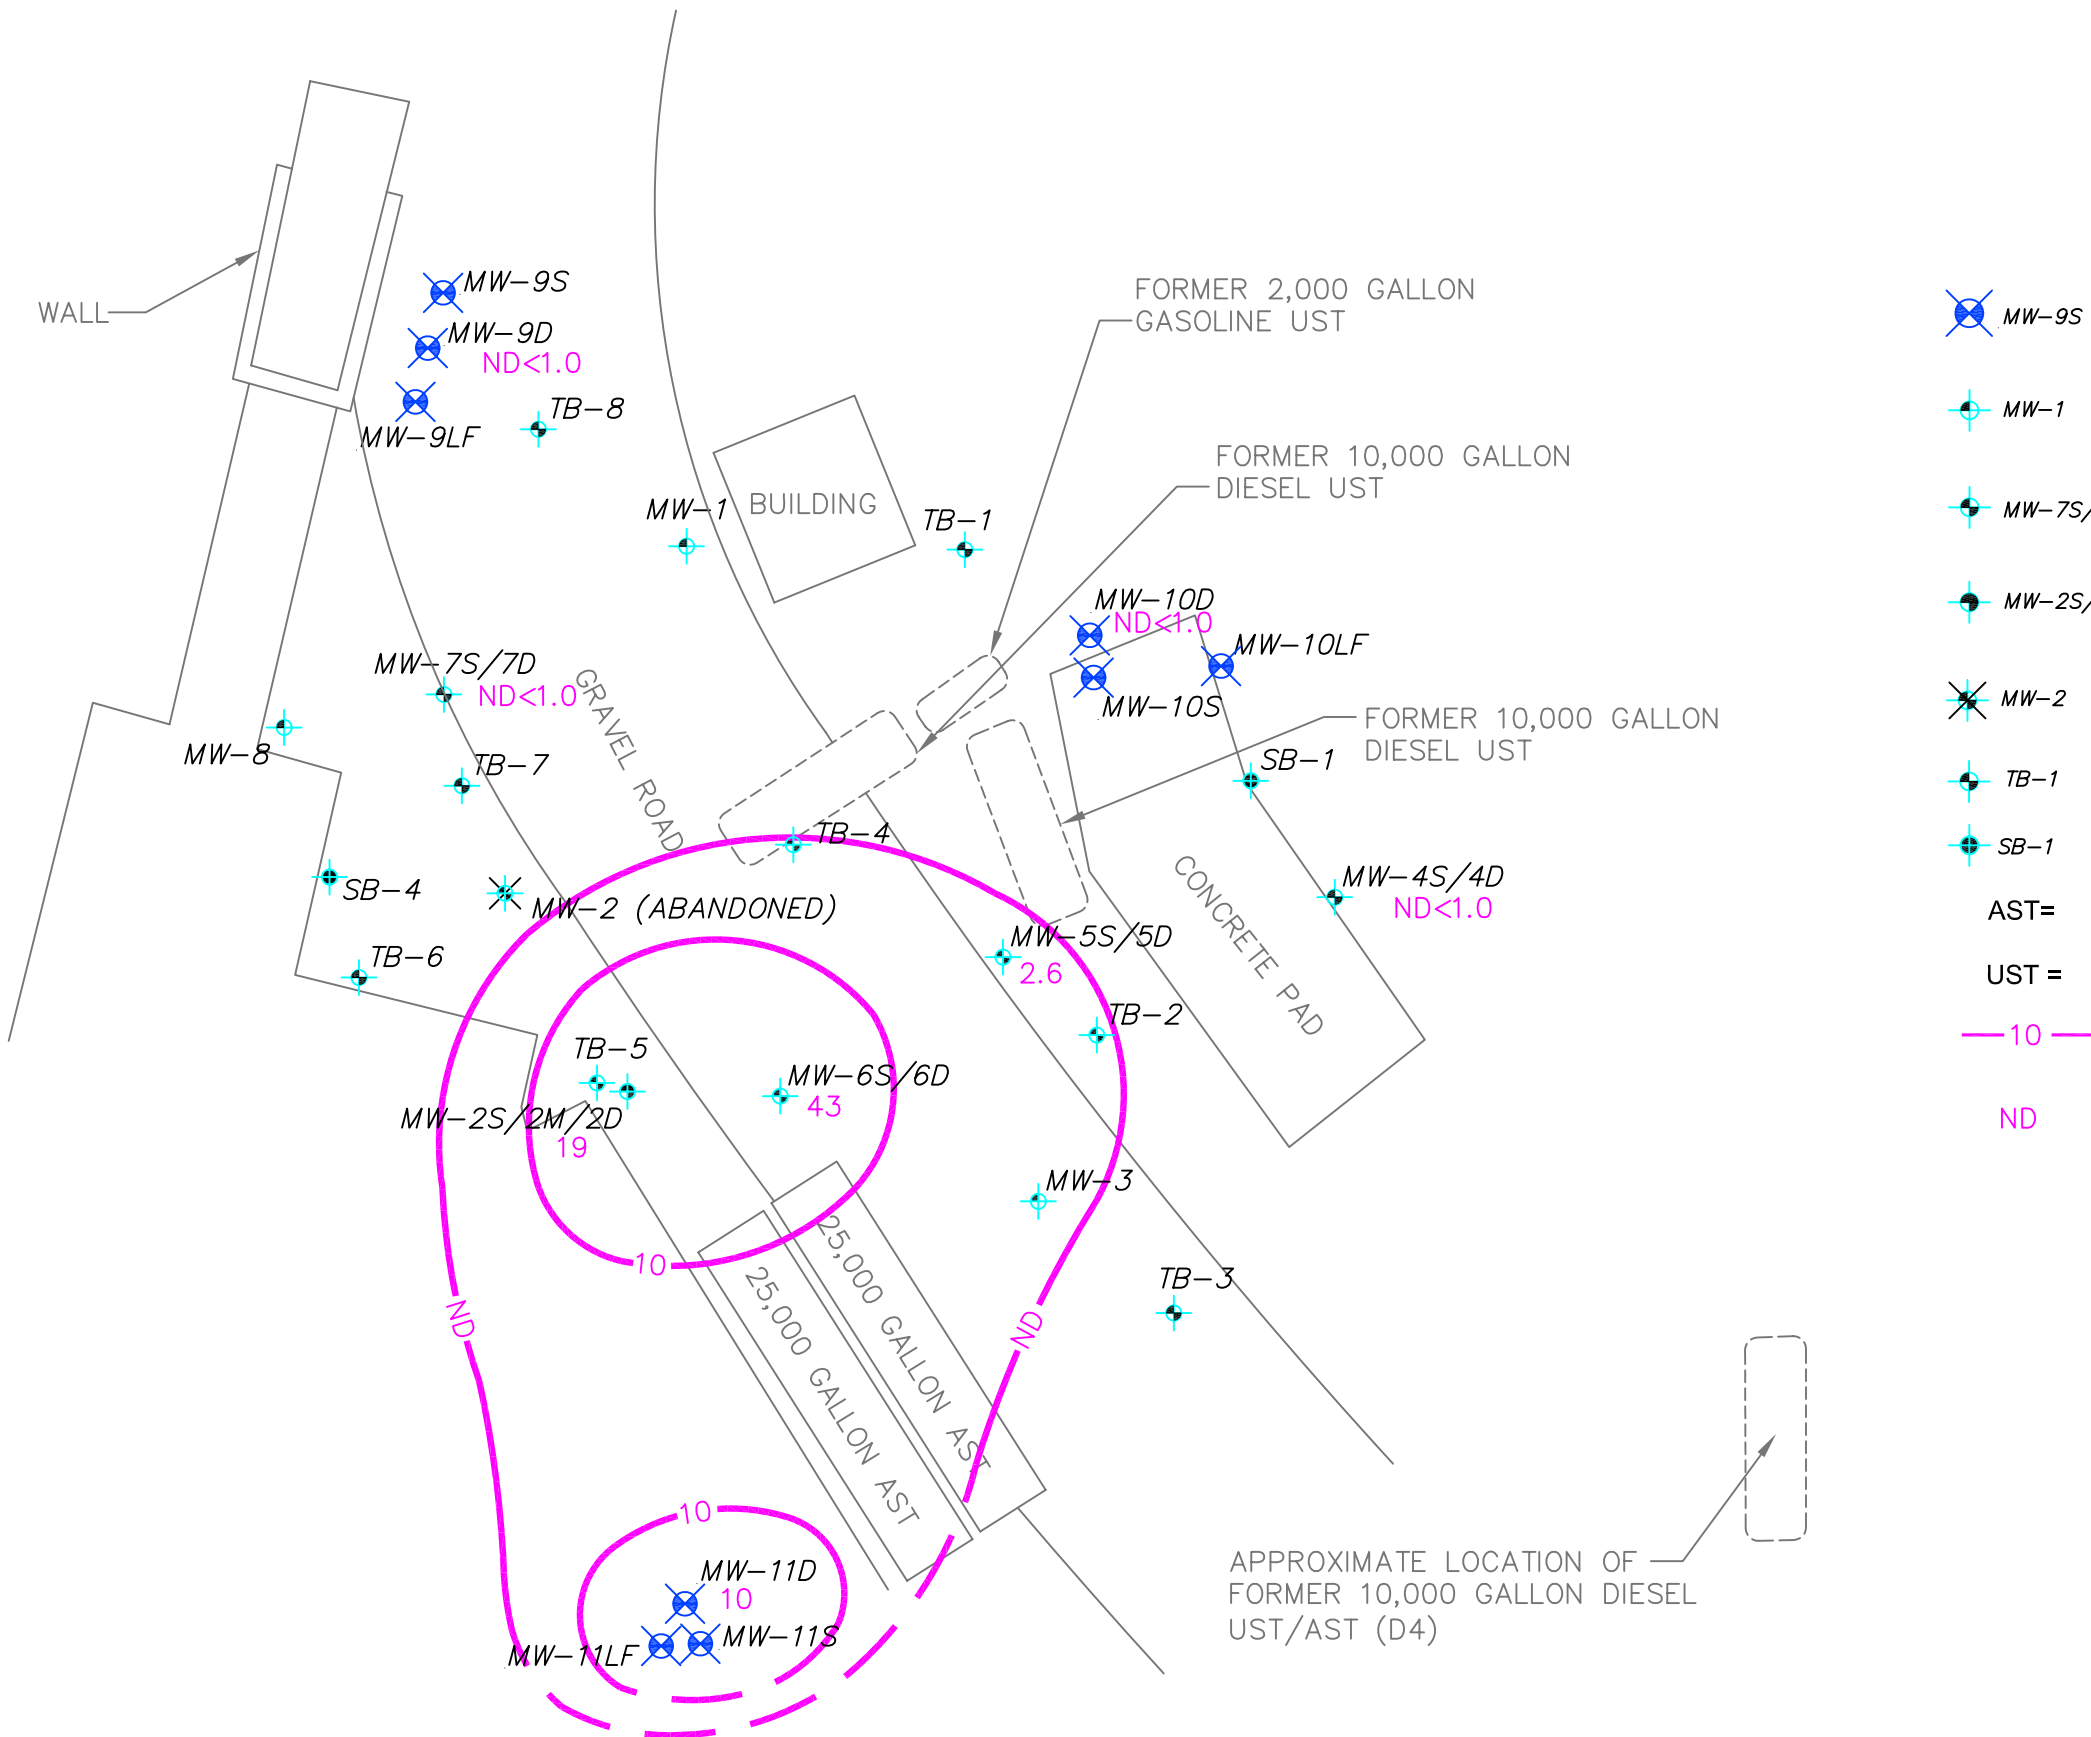 WALL
MW-9S
MW-9D
ND<1.0
MW-9LF
TB-8
FORMER 2,000 GALLON
GASOLINE UST
FORMER 10,000 GALLON
DIESEL UST
BUILDING
MW-1
TB-1
MW-10D
ND<1.0
MW-10LF
MW-10S
MW-7S/7D
ND<1.0
GRAVEL ROAD
MW-8
TB-7
FORMER 10,000 GALLON
DIESEL UST
SB-1
TB-4
SB-4
MW-2 (ABANDONED)
MW-4S/4D
ND<1.0
CONCRETE PAD
MW-5S/5D
2.6
TB-6
TB-2
TB-5
MW-6S/6D
43
MW-2S/2M/2D
19
MW-3
10
25,000 GALLON AST
25,000 GALLON AST
TB-3
ND
ND
10
MW-11D
10
MW-11S
MW-11LF
APPROXIMATE LOCATION OF
FORMER 10,000 GALLON DIESEL
UST/AST (D4)
MW-9S
MW-1
MW-7S/
MW-2S/
MW-2
TB-1
SB-1
AST=
UST =
10
ND